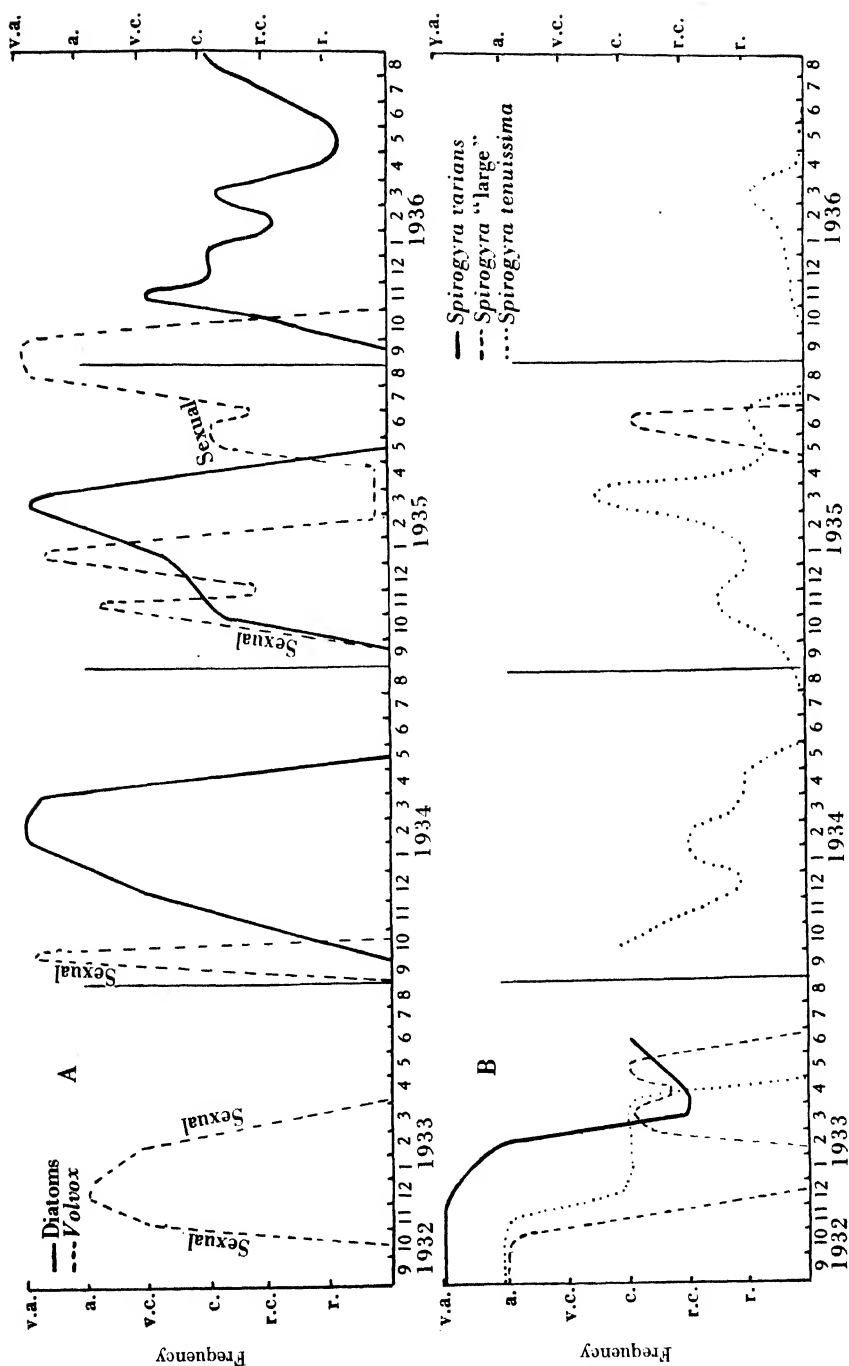 A
Diatoms
Volvox
v.a.
a.
v.c.
c.
r.c.
r.
Frequency
Sexual
Sexual
Sexual
Sexual
Sexual
v.a.
a.
v.c.
c.
r.c.
r.
9 10 11 12 1 2 3 4 5 6 7 8 9 10 11 12 1 2 3 4 5 6 7 8 9 10 11 12 1 2 3 4 5 6 7 8 9 10 11 12 1 2 3 4 5 6 7 8
1932 1933 1934 1935 1936
B
Spirogyra varians
Spirogyra "large"
Spirogyra tenuissima
v.a.
a.
v.c.
c.
r.c.
r.
Frequency
v.a.
a.
v.c.
c.
r.c.
r.
9 10 11 12 1 2 3 4 5 6 7 8 9 10 11 12 1 2 3 4 5 6 7 8 9 10 11 12 1 2 3 4 5 6 7 8 9 10 11 12 1 2 3 4 5 6 7 8
1932 1933 1934 1935 1936